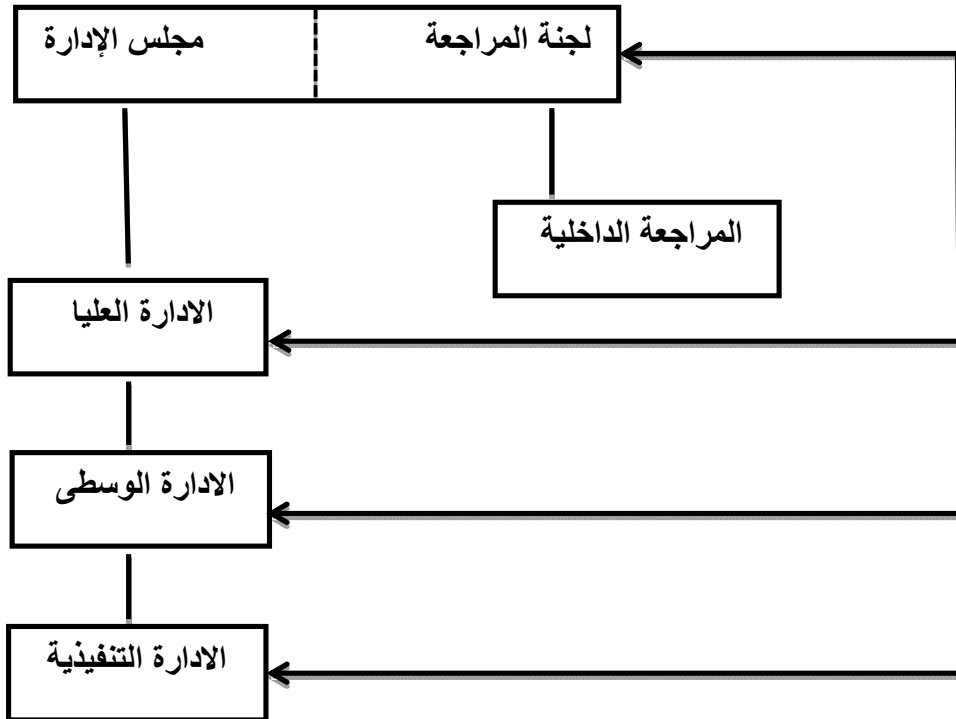 لجنة المراجعة
مجلس الإدارة
المراجعة الداخلية
الادارة العليا
الادارة الوسطى
الادارة التنفيذية